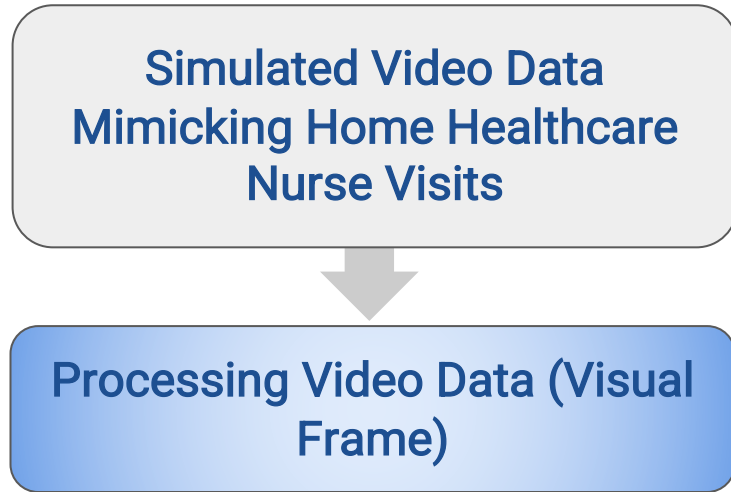 Simulated Video Data
Mimicking Home Healthcare
Nurse Visits
Processing Video Data (Visual
Frame)